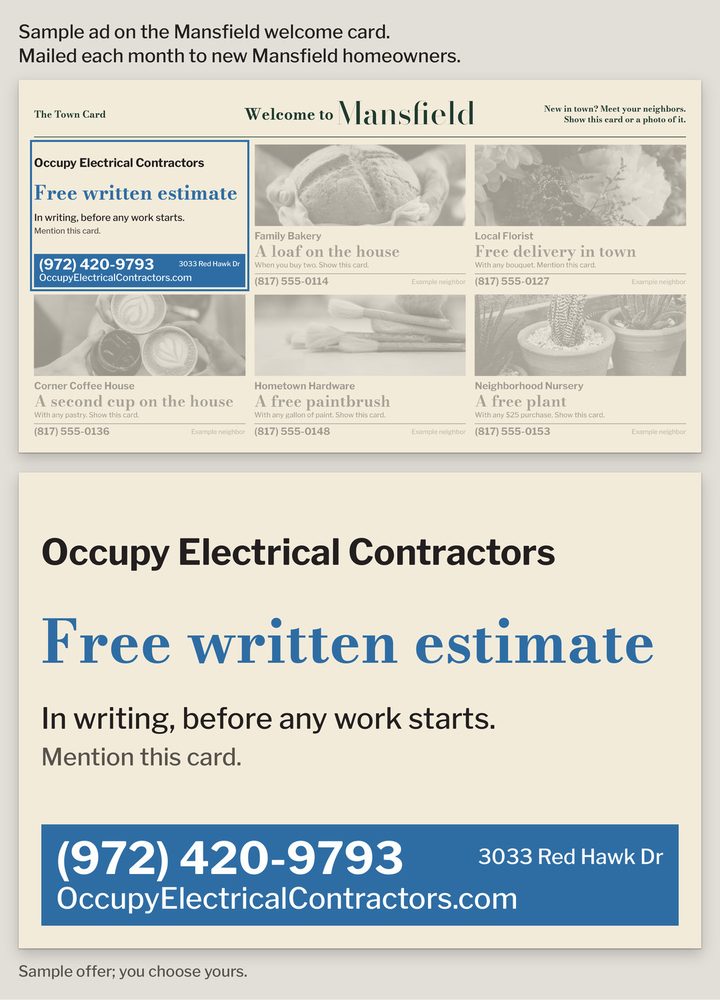 Sample ad on the Mansfield welcome card.
Mailed each month to new Mansfield homeowners.
The Town Card
Welcome to Mansfield
New in town? Meet your neighbors.
Show this card or a photo of it.
Occupy Electrical Contractors
Free written estimate
In writing, before any work starts.
Mention this card.
(972) 420-9793
3033 Red Hawk Dr
OccupyElectricalContractors.com
Family Bakery
A loaf on the house
When you buy two. Show this card.
(817) 555-0114
Example neighbor
Local Florist
Free delivery in town
With any bouquet. Mention this card.
(817) 555-0127
Example neighbor
Corner Coffee House
A second cup on the house
With any pastry. Show this card.
(817) 555-0136
Example neighbor
Hometown Hardware
A free paintbrush
With any gallon of paint. Show this card.
(817) 555-0148
Example neighbor
Neighborhood Nursery
A free plant
With any $25 purchase. Show this card.
(817) 555-0153
Example neighbor
Occupy Electrical Contractors
Free written estimate
In writing, before any work starts.
Mention this card.
(972) 420-9793
3033 Red Hawk Dr
OccupyElectricalContractors.com
Sample offer; you choose yours.